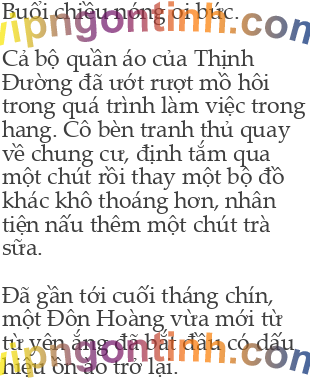 Buổi chiều nóng oi bức.
vipngontinh.com
Cả bộ quần áo của Thịnh
Đường đã ướt rượt mồ hôi
trong quá trình làm việc trong
hang. Cô bèn tranh thủ quay
về chung cư, định tắm qua
một chút rồi thay một bộ đồ
khác khô thoáng hơn, nhân
tiện nấu thêm một chút trà
sữa.
Đã gần tới cuối tháng chín,
một Đôn Hoàng vừa mới từ
từ yên ắng đã bắt đầu có dấu
vipngontinh.com
hiệu ồn ào trở lại.